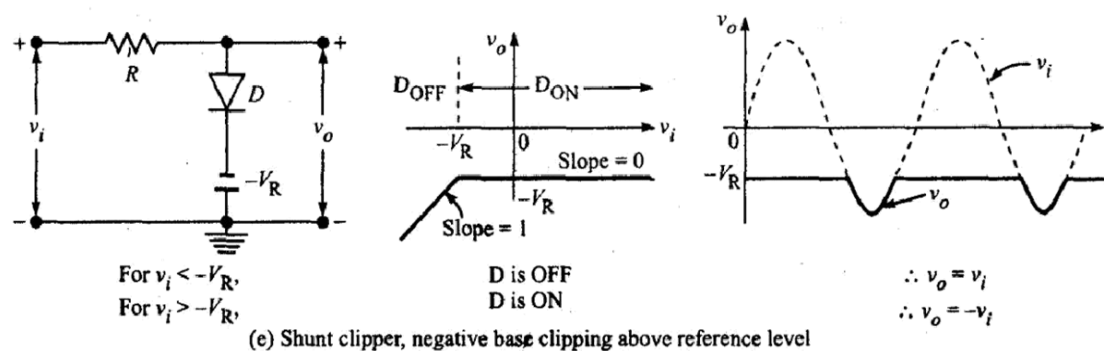 +
R
+
D
v_i
v_o
−V_R
−
−
v_o
D_OFF
D_ON
−V_R
0
v_i
Slope = 0
−V_R
Slope = 1
v_o
v_i
0
−V_R
v_o
For v_i < −V_R,
D is OFF
∴ v_o = v_i
For v_i > −V_R,
D is ON
∴ v_o = −v_i
(e) Shunt clipper, negative base clipping above reference level